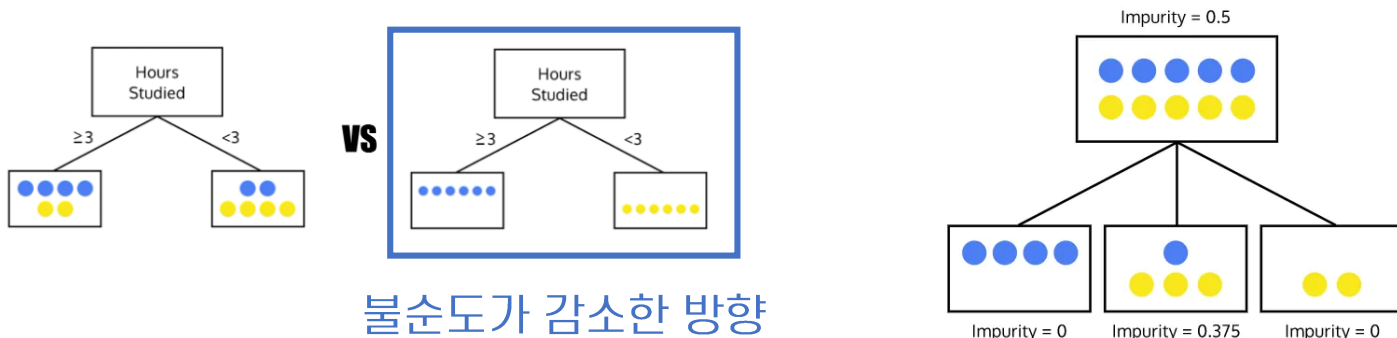 Hours
Studied
≥3
<3
VS
Hours
Studied
≥3
<3
불순도가 감소한 방향
Impurity = 0.5
Impurity = 0
Impurity = 0.375
Impurity = 0